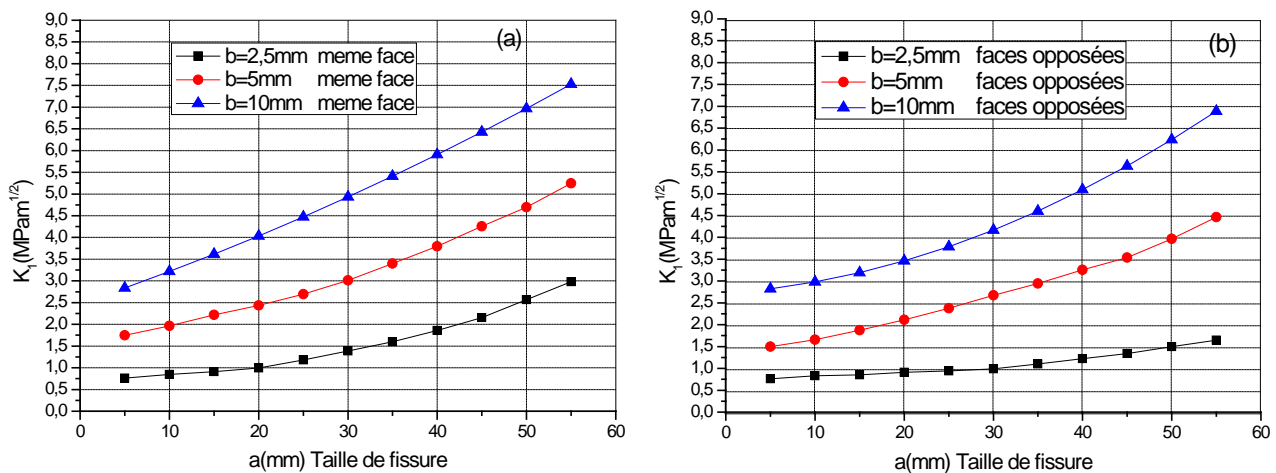 (a)
b=2,5mm meme face
b=5mm meme face
b=10mm meme face
9,0
8,5
8,0
7,5
7,0
6,5
6,0
5,5
5,0
4,5
4,0
3,5
3,0
2,5
2,0
1,5
1,0
0,5
0,0
K1(MPam1/2)
0 10 20 30 40 50 60
a(mm) Taille de fissure
(b)
b=2,5mm faces opposées
b=5mm faces opposées
b=10mm faces opposées
9,0
8,5
8,0
7,5
7,0
6,5
6,0
5,5
5,0
4,5
4,0
3,5
3,0
2,5
2,0
1,5
1,0
0,5
0,0
K1(MPam1/2)
0 10 20 30 40 50 60
a(mm) Taille de fissure